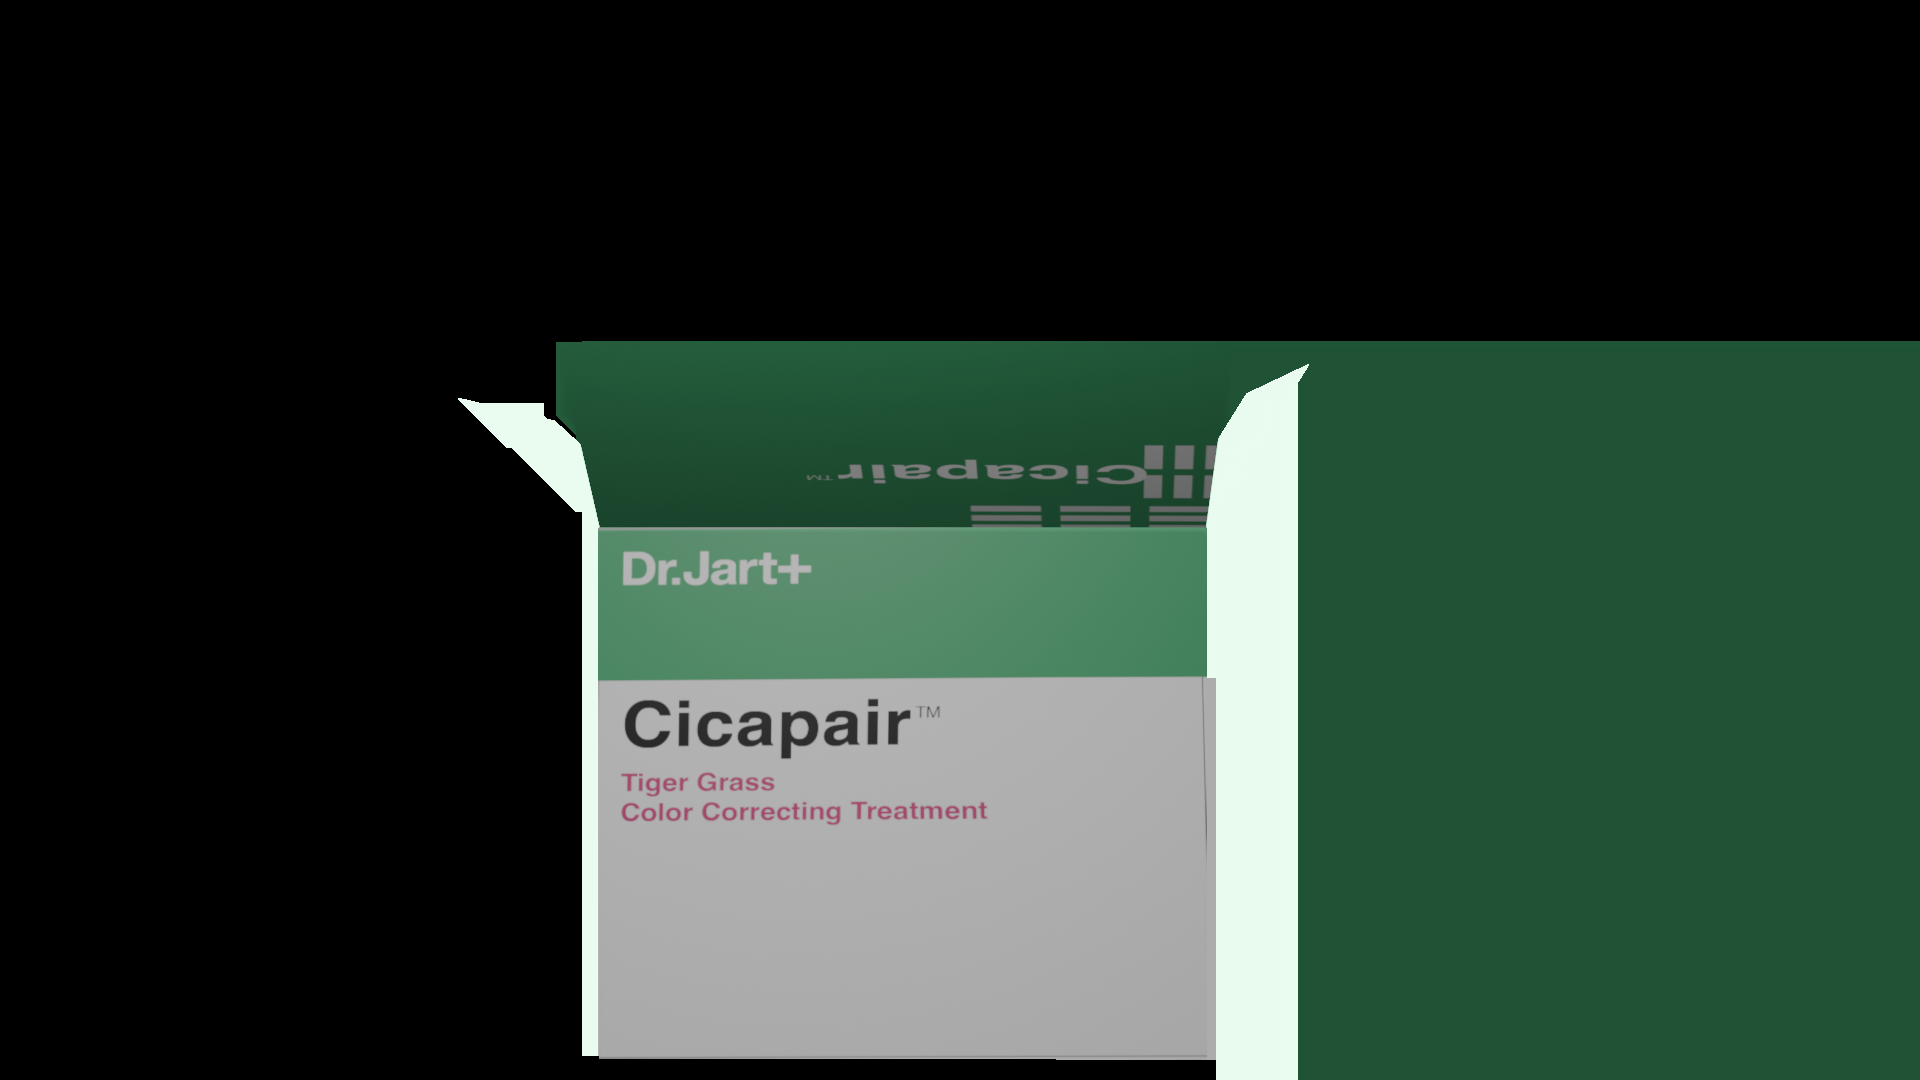 Cicapair™
Dr.Jart+
Cicapair™
Tiger Grass
Color Correcting Treatment